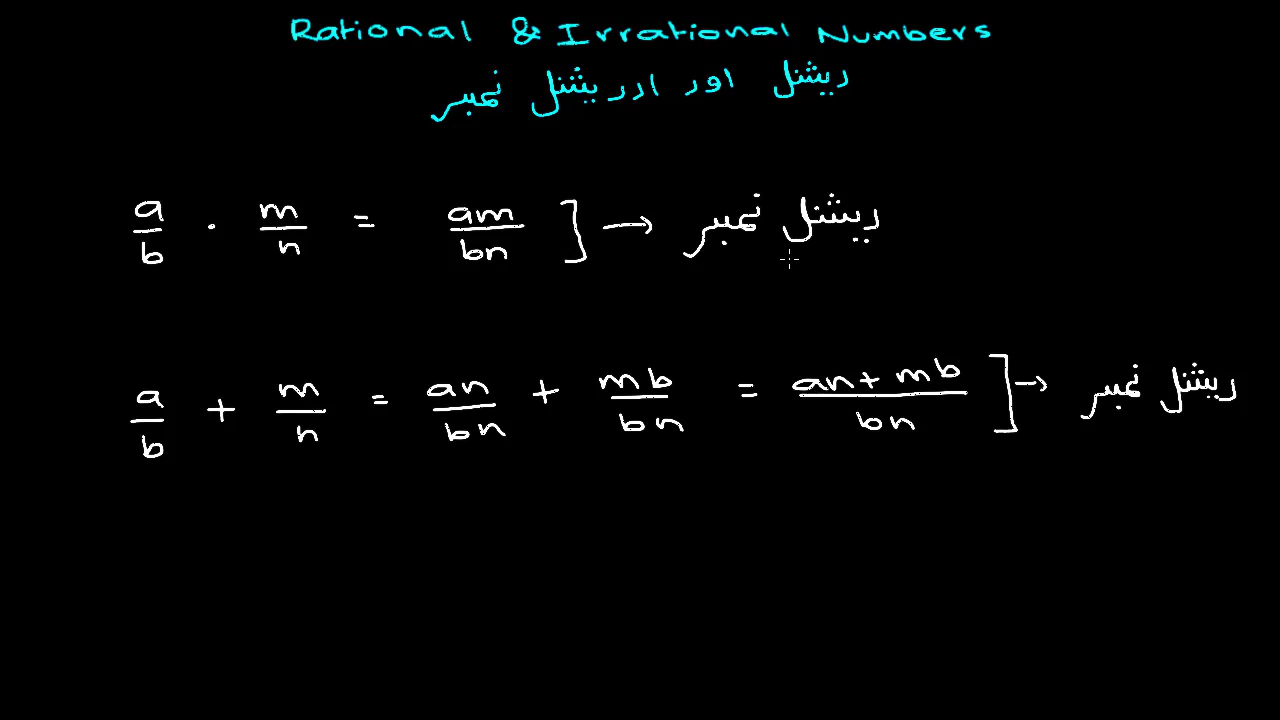 Rational & Irrational Numbers
ریشنل اور اریشنل نمبر
a/b · m/n = am/bn ] → ریشنل نمبر
a/b + m/n = an/bn + mb/bn = an + mb/bn ] → ریشنل نمبر